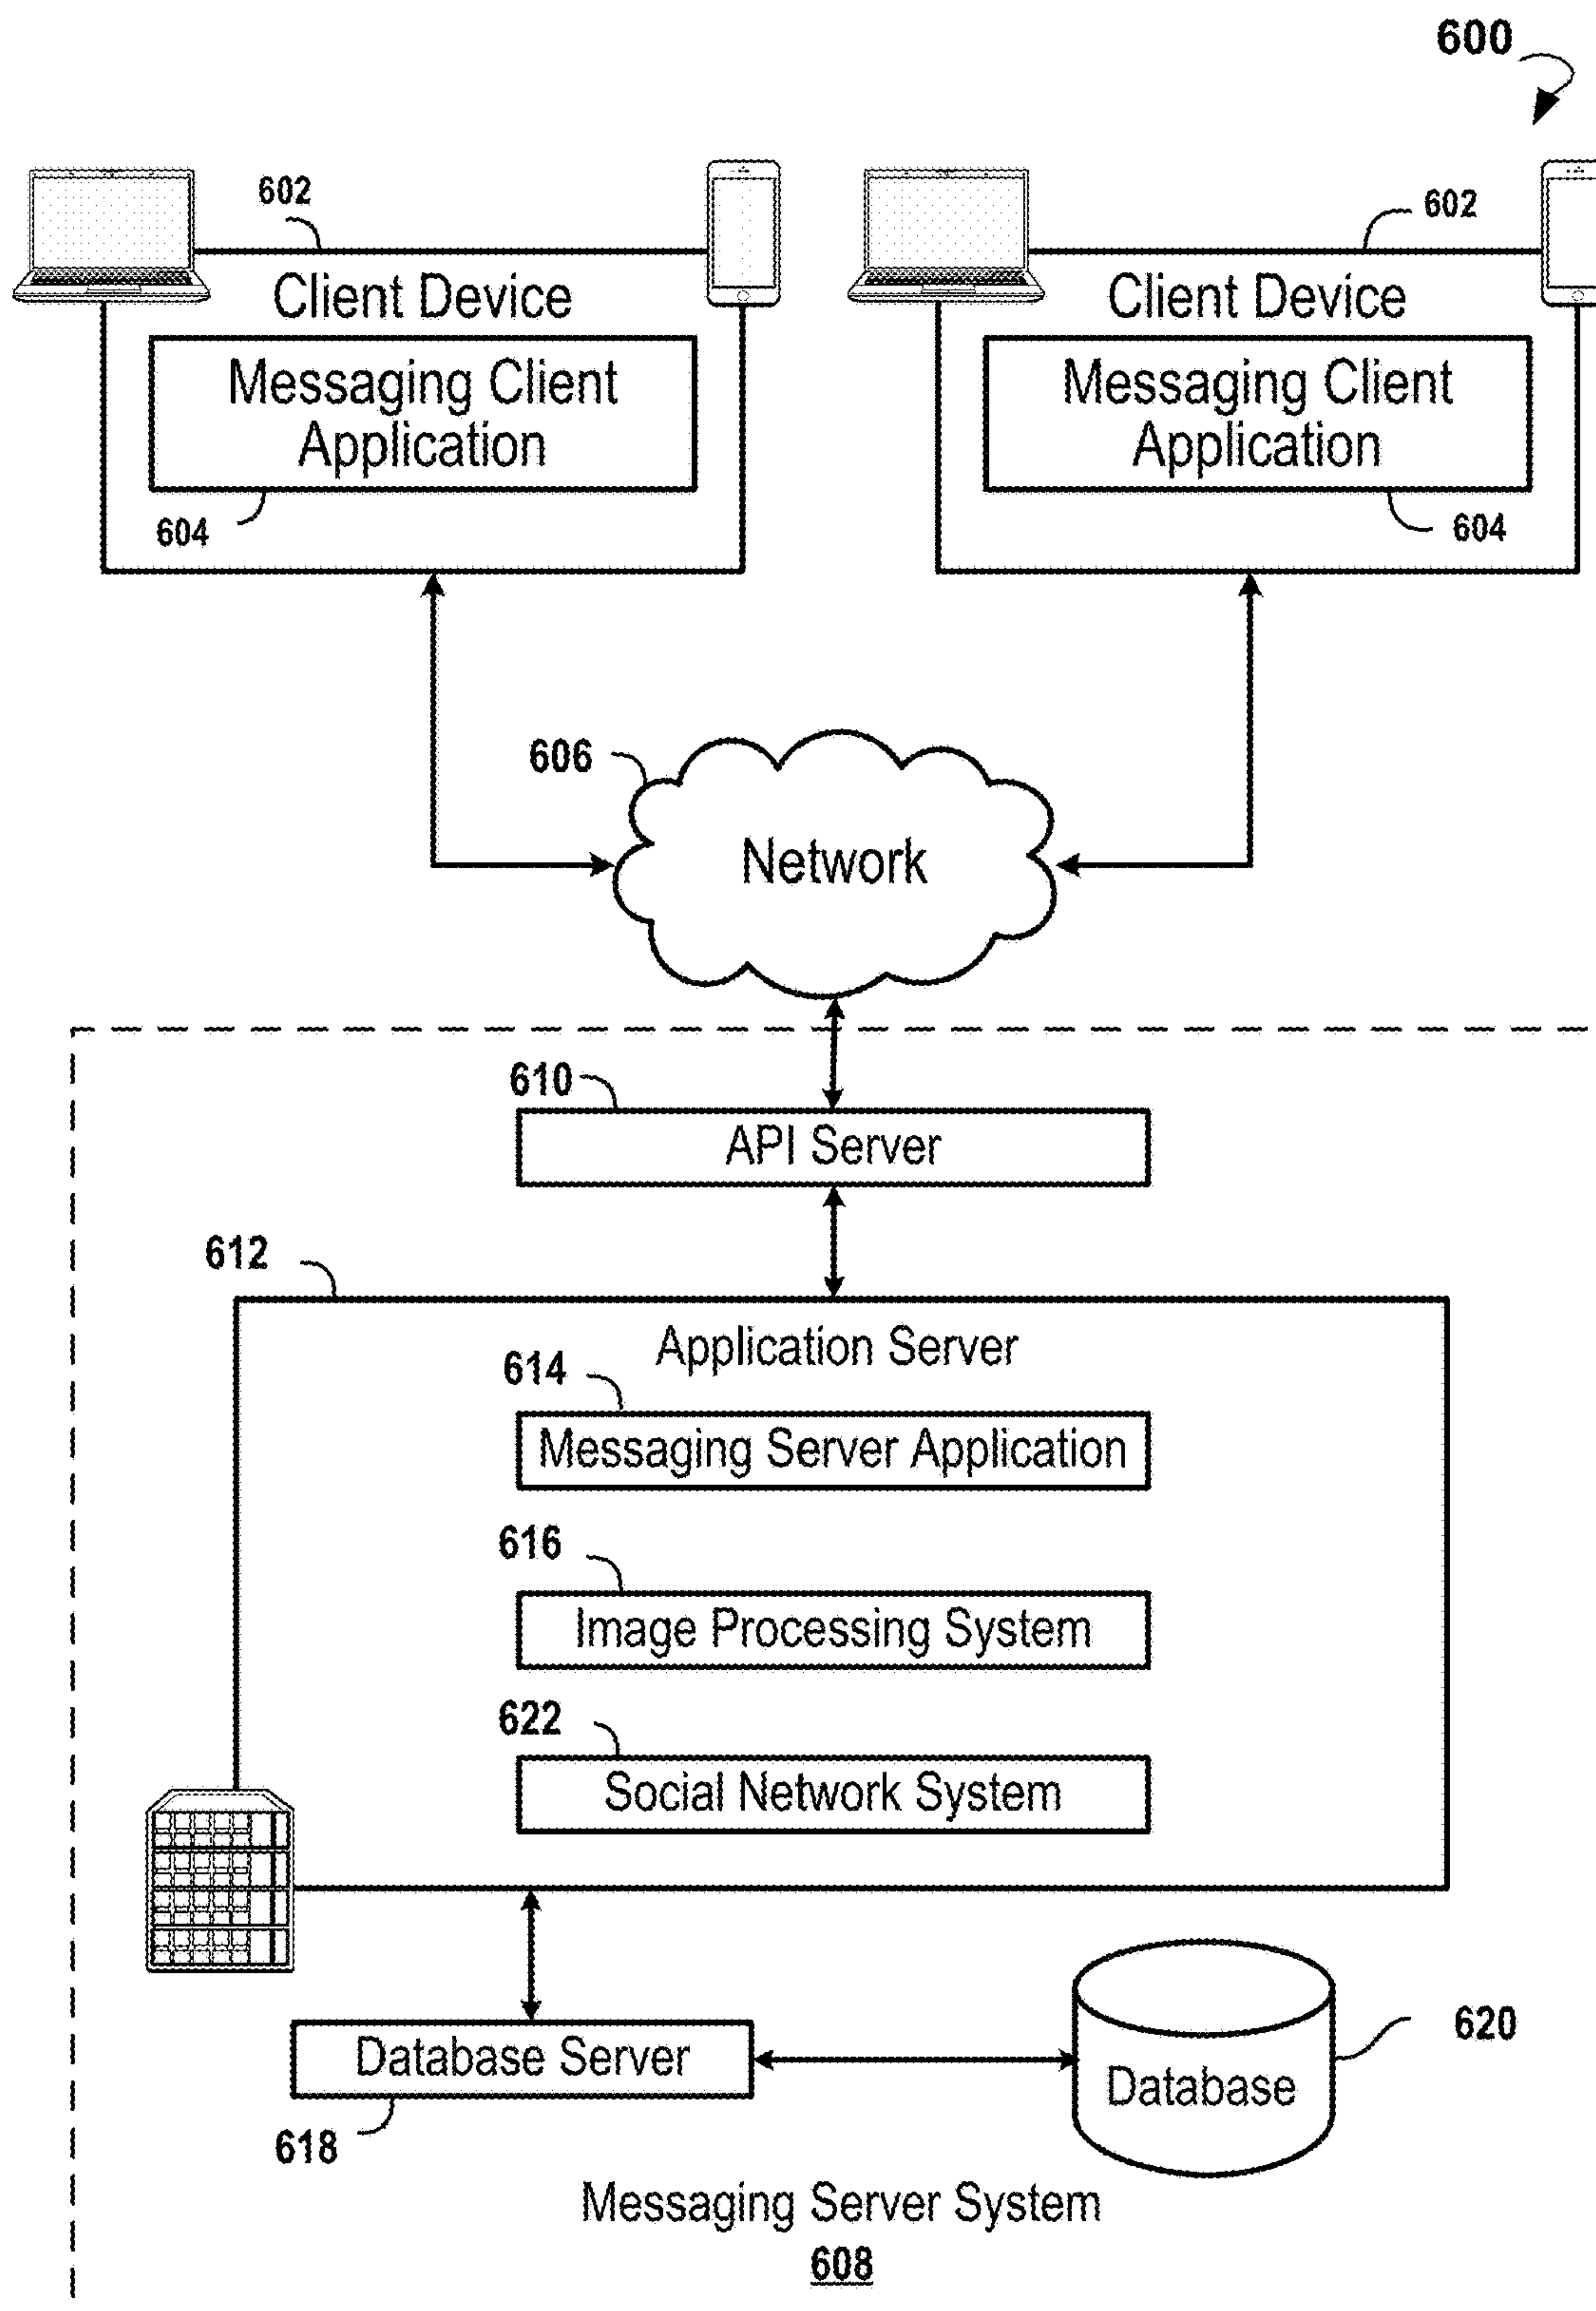 600
602
602
Client Device
Client Device
Messaging Client
Application
Messaging Client
Application
604
604
606
Network
610
API Server
612
Application Server
614
Messaging Server Application
616
Image Processing System
622
Social Network System
Database Server
618
Database
620
Messaging Server System
608